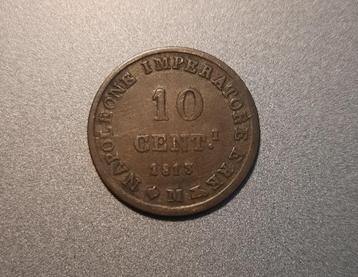 NAPOLEONE IMPERATORE E RE
10
CENT.I
1813
M